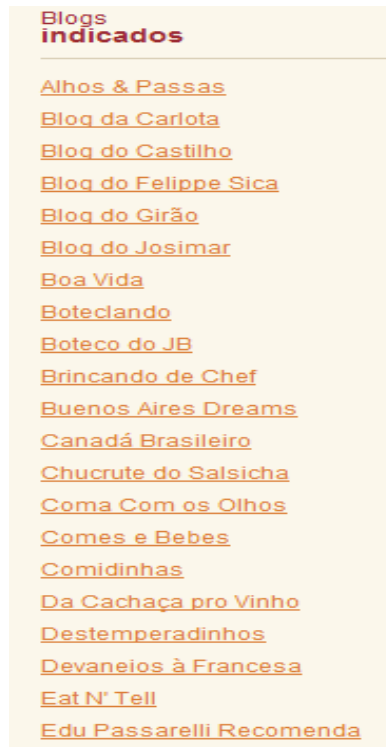 Blogs
indicados
Alhos & Passas
Blog da Carlota
Blog do Castilho
Blog do Felippe Sica
Blog do Girão
Blog do Josimar
Boa Vida
Boteclando
Boteco do JB
Brincando de Chef
Buenos Aires Dreams
Canadá Brasileiro
Chucrute do Salsicha
Coma Com os Olhos
Comes e Bebes
Comidinhas
Da Cachaça pro Vinho
Destemperadinhos
Devaneios à Francesa
Eat N' Tell
Edu Passarelli Recomenda